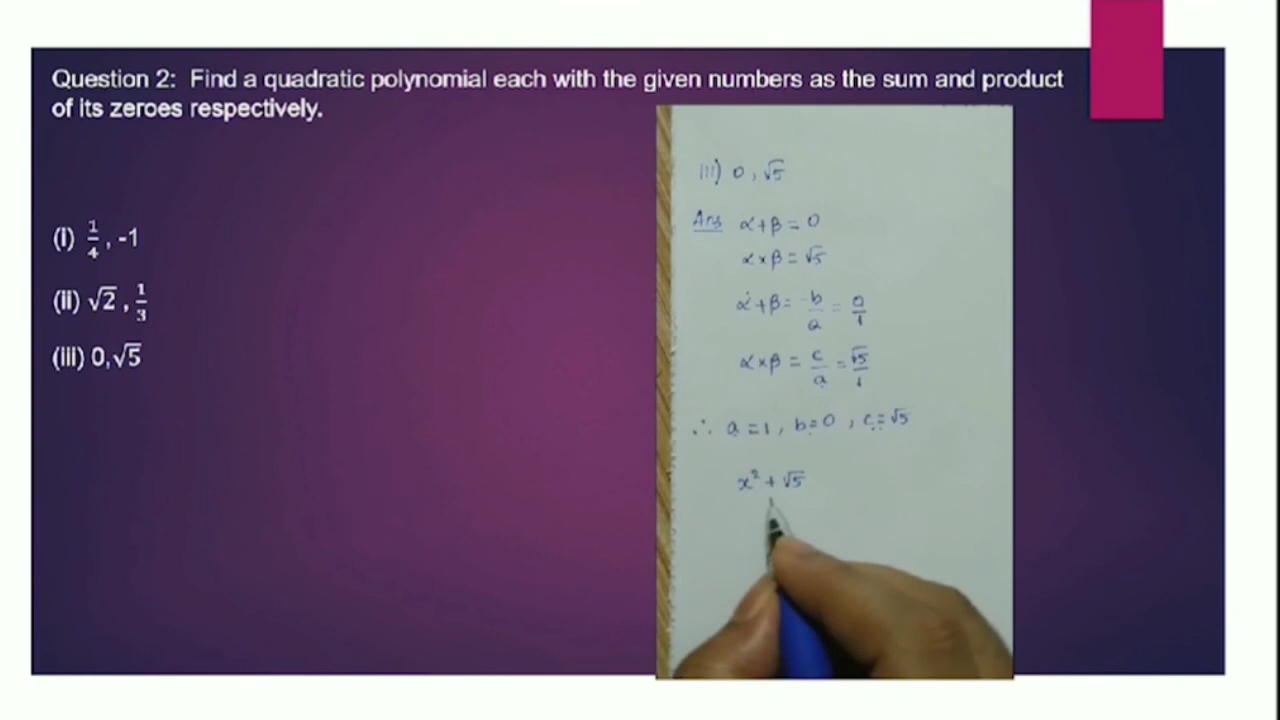 Question 2: Find a quadratic polynomial each with the given numbers as the sum and product
of its zeroes respectively.
(i) 1/4 , -1
(ii) √2 , 1/3
(iii) 0,√5
iii) 0 , √5
Ans α+β = 0
α×β = √5
α+β = -b/a = 0/1
α×β = c/a = √5/1
∴ a=1 , b=0 , c=√5
x² + √5